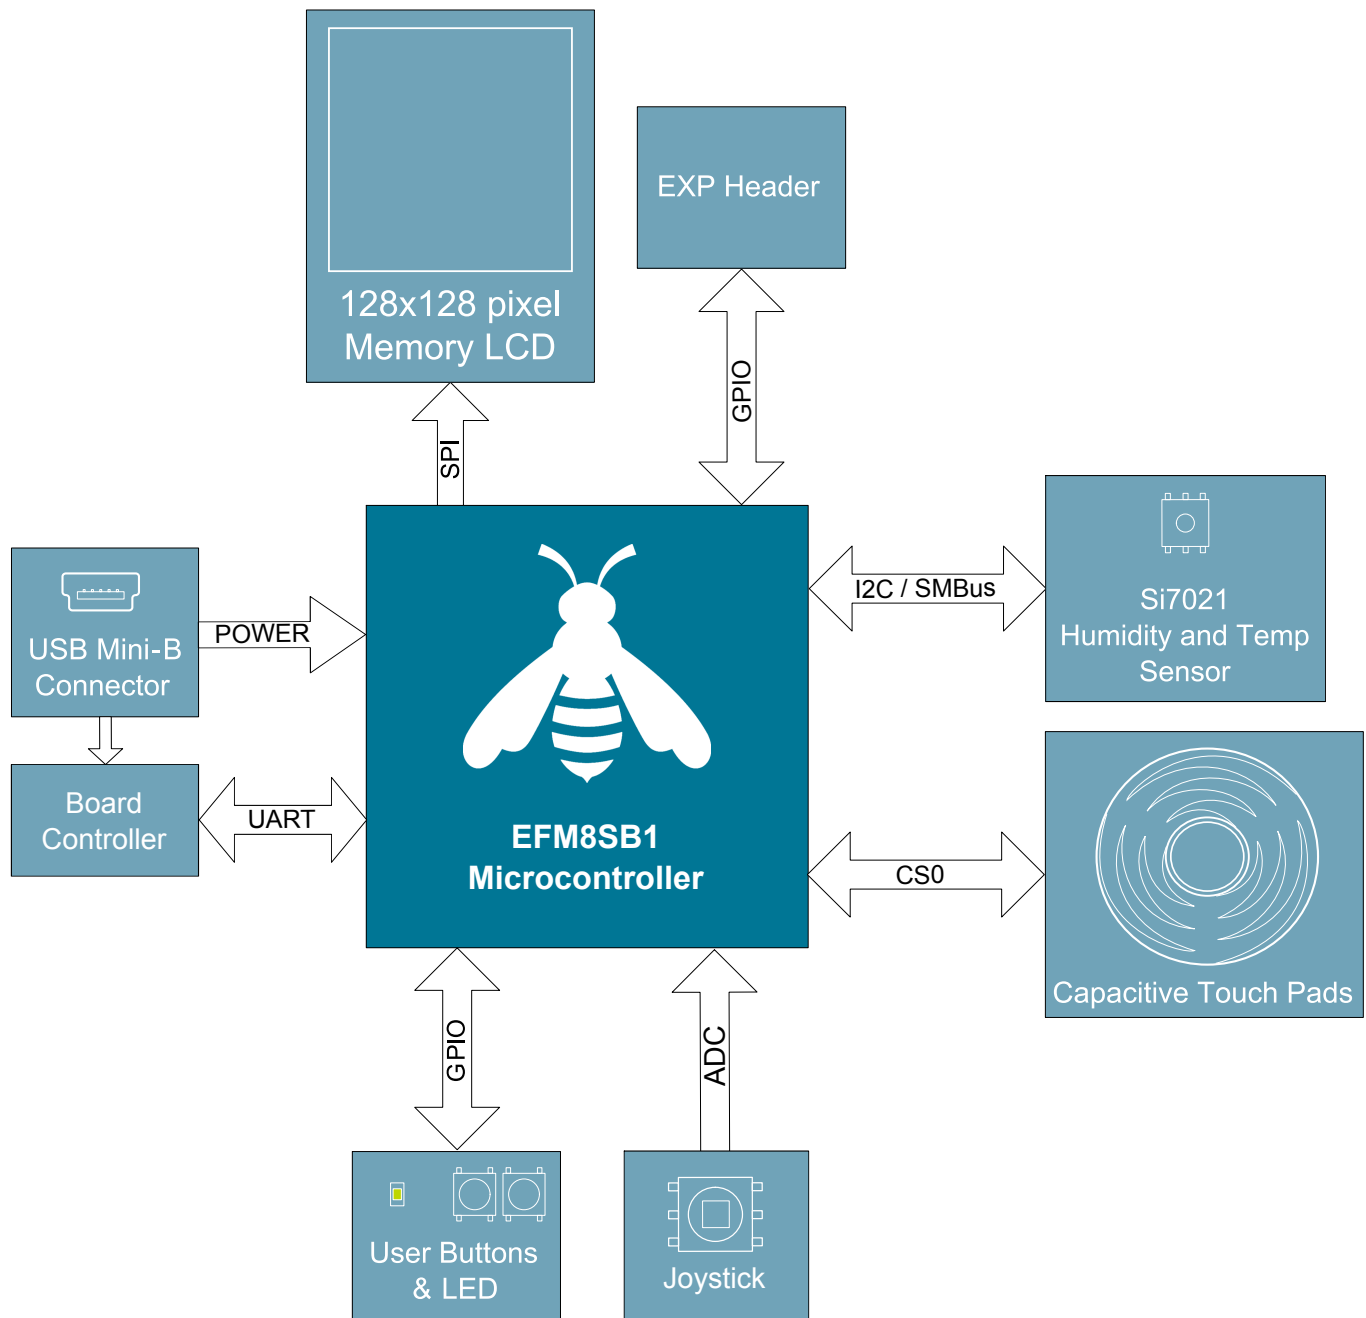 128x128 pixel
Memory LCD
EXP Header
GPIO
SPI
I2C / SMBus
Si7021
Humidity and Temp
Sensor
USB Mini-B
Connector
POWER
Board
Controller
UART
EFM8SB1
Microcontroller
CS0
Capacitive Touch Pads
GPIO
ADC
User Buttons
& LED
Joystick